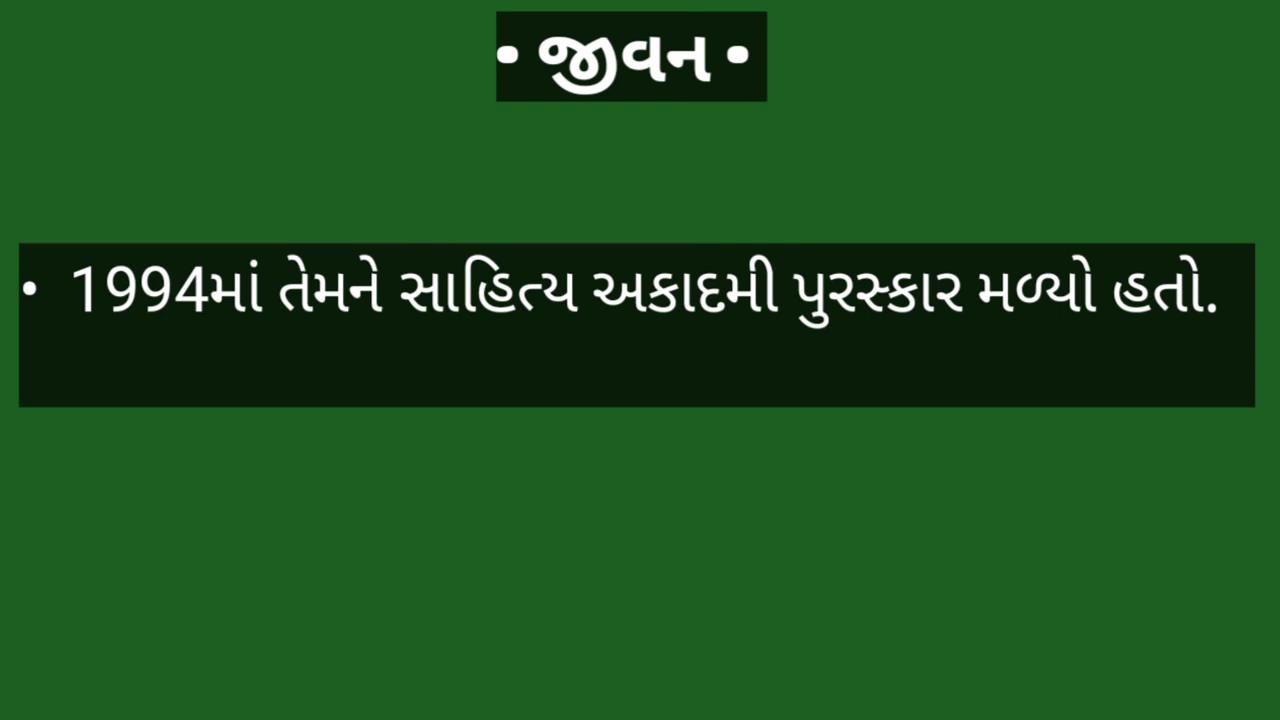 • જીવન •
• 1994માં તેમને સાહિત્ય અકાદમી પુરસ્કાર મળ્યો હતો.